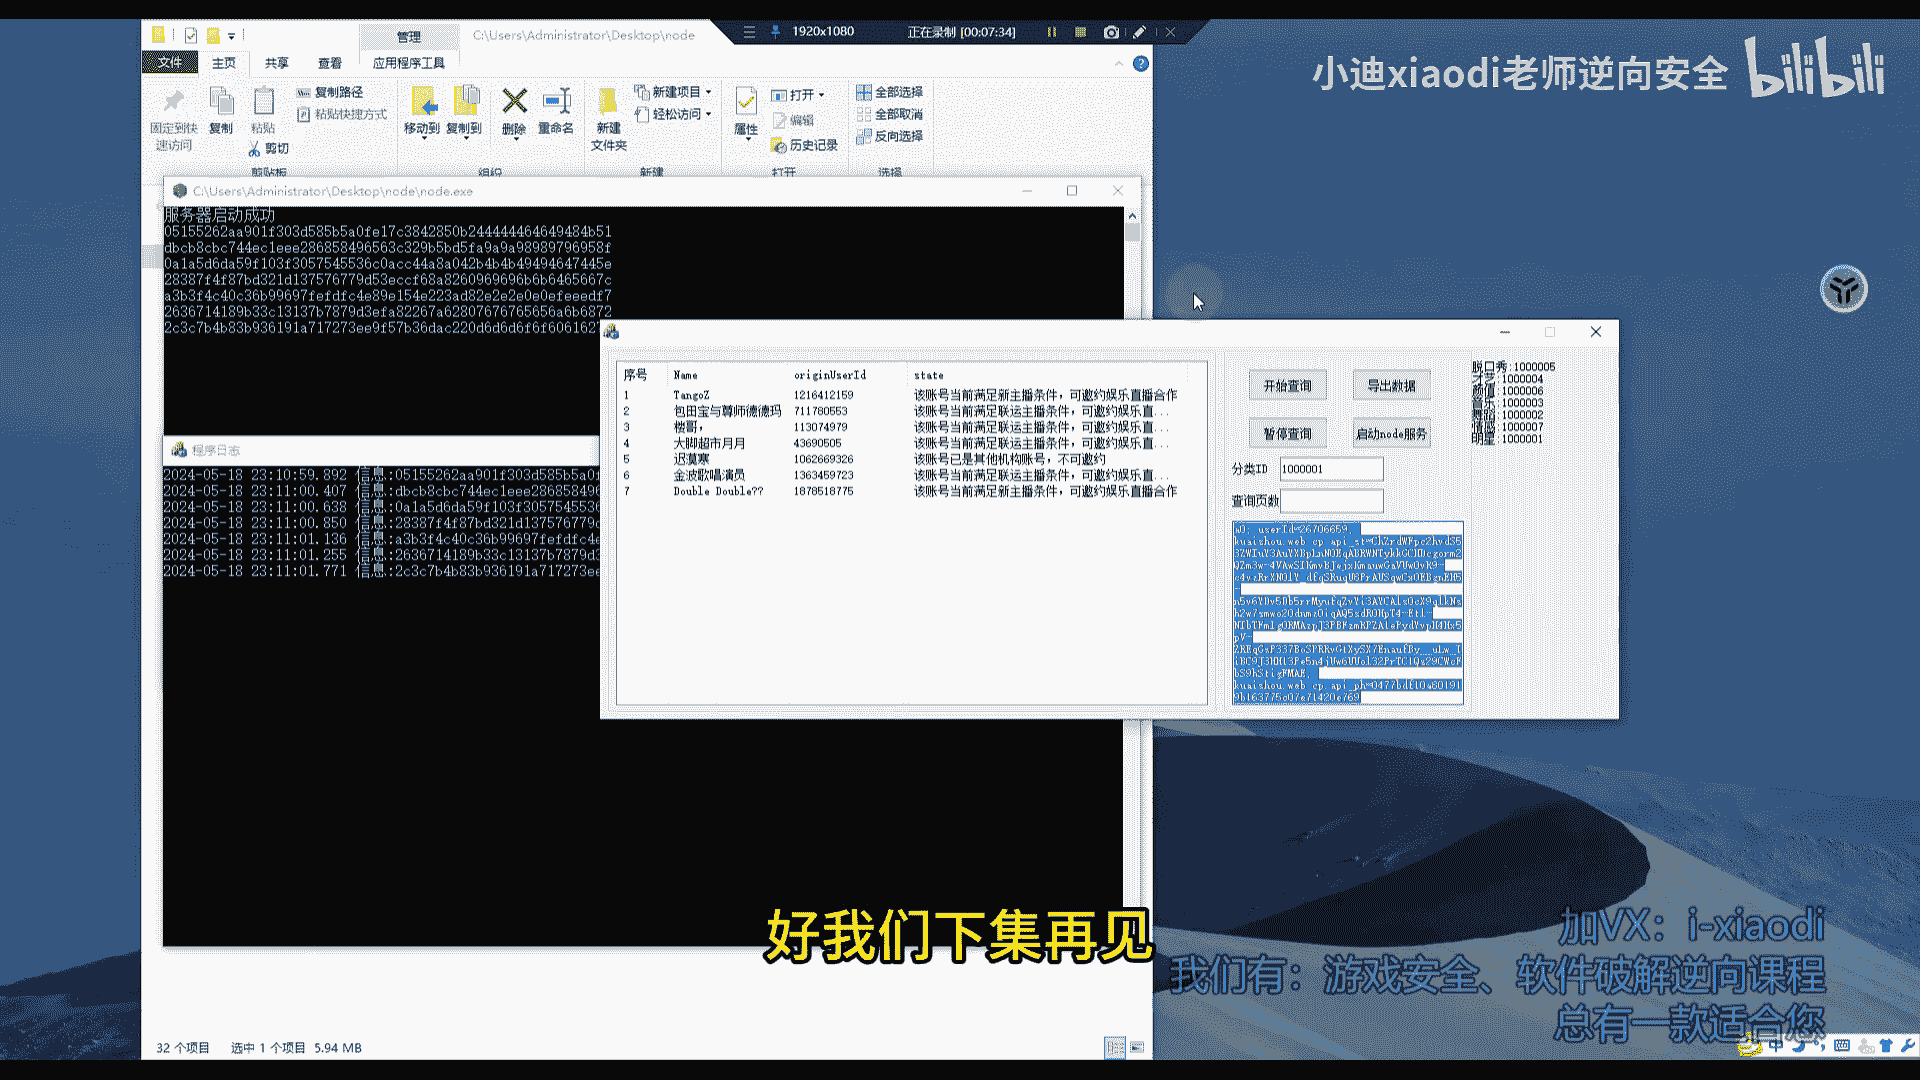 管理
C:\Users\Administrator\Desktop\node
1920x1080
正在录制 [00:07:34]
小迪xiaodi老师逆向安全 bilibili
文件 主页 共享 查看 应用程序工具
固定到快速访问
复制
粘贴
复制路径
粘贴快捷方式
剪切
移动到 复制到 删除 重命名
新建文件夹
新建项目
轻松访问
属性
打开
编辑
历史记录
全部选择
全部取消
反向选择
剪贴板 组织 新建 打开 选择
C:\Users\Administrator\Desktop\node\node.exe
服务器启动成功
05155262aa901f303d585b5a0fe17c3842850b244444464649484b51
dbcb8cbc744ec1eee286858496563c329b5bd5fa9a9a98989796958f
0a1a5d6da59f103f3057545536c0acc44a8a042b4b4b49494647445e
28387f4f87bd321d137576779d53eccf68a8260969696b6b6465667c
a3b3f4c40c36b99697fefdfc4e89e154e223ad82e2e2e0e0efeeedf7
2636714189b33c13137b7879d3efa82267a62807676765656a6b6872
序号 Name originUserId state
1 TangoZ 1216412159 该账号当前满足新主播条件，可邀约娱乐直播合作
2 包田宝与尊师德德玛 711780553 该账号当前满足联运主播条件，可邀约娱乐直...
3 楼哥， 113074979 该账号当前满足联运主播条件，可邀约娱乐直...
4 大脚超市月月 43690505 该账号当前满足联运主播条件，可邀约娱乐直...
5 迟漠寒 1062669326 该账号已是其他机构账号，不可邀约
6 金波歌唱演员 1363459723 该账号当前满足联运主播条件，可邀约娱乐直...
7 Double Double?? 1878518775 该账号当前满足新主播条件，可邀约娱乐直播合作
开始查询 导出数据
暂停查询 启动node服务
分类ID 1000001
查询页数
脱口秀:1000005
才艺:1000004
颜值:1000006
音乐:1000003
舞蹈:1000002
情感:1000007
明星:1000001
程序日志
2024-05-18 23:10:59.892 信息:05155262aa901f303d585b5a0f
2024-05-18 23:11:00.407 信息:dbcb8cbc744ec1eee286858496
2024-05-18 23:11:00.638 信息:0a1a5d6da59f103f3057545536
2024-05-18 23:11:00.850 信息:28387f4f87bd321d137576779d
2024-05-18 23:11:01.136 信息:a3b3f4c40c36b99697fefdfc4e
2024-05-18 23:11:01.255 信息:2636714189b33c13137b7879d3
2024-05-18 23:11:01.771 信息:2c3c7b4b83b936191a717273ee
好我们下集再见
加VX：i-xiaodi
我们有：游戏安全、软件破解逆向课程
总有一款适合您
32 个项目 选中 1 个项目 5.94 MB
中